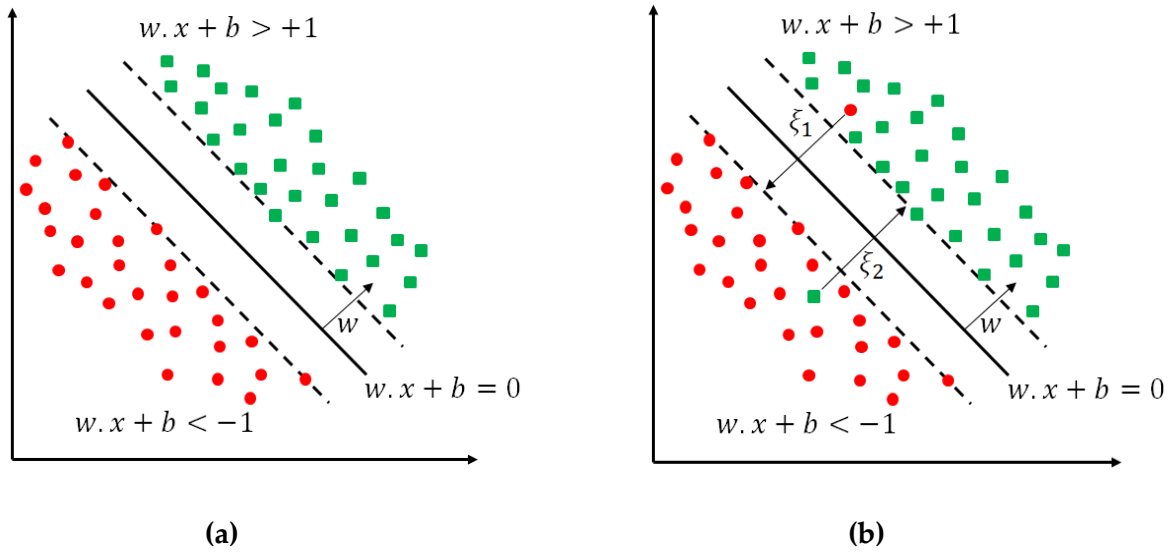 w. x + b > +1
w
w. x + b = 0
w. x + b < −1
(a)
w. x + b > +1
ξ₁
ξ₂
w
w. x + b = 0
w. x + b < −1
(b)